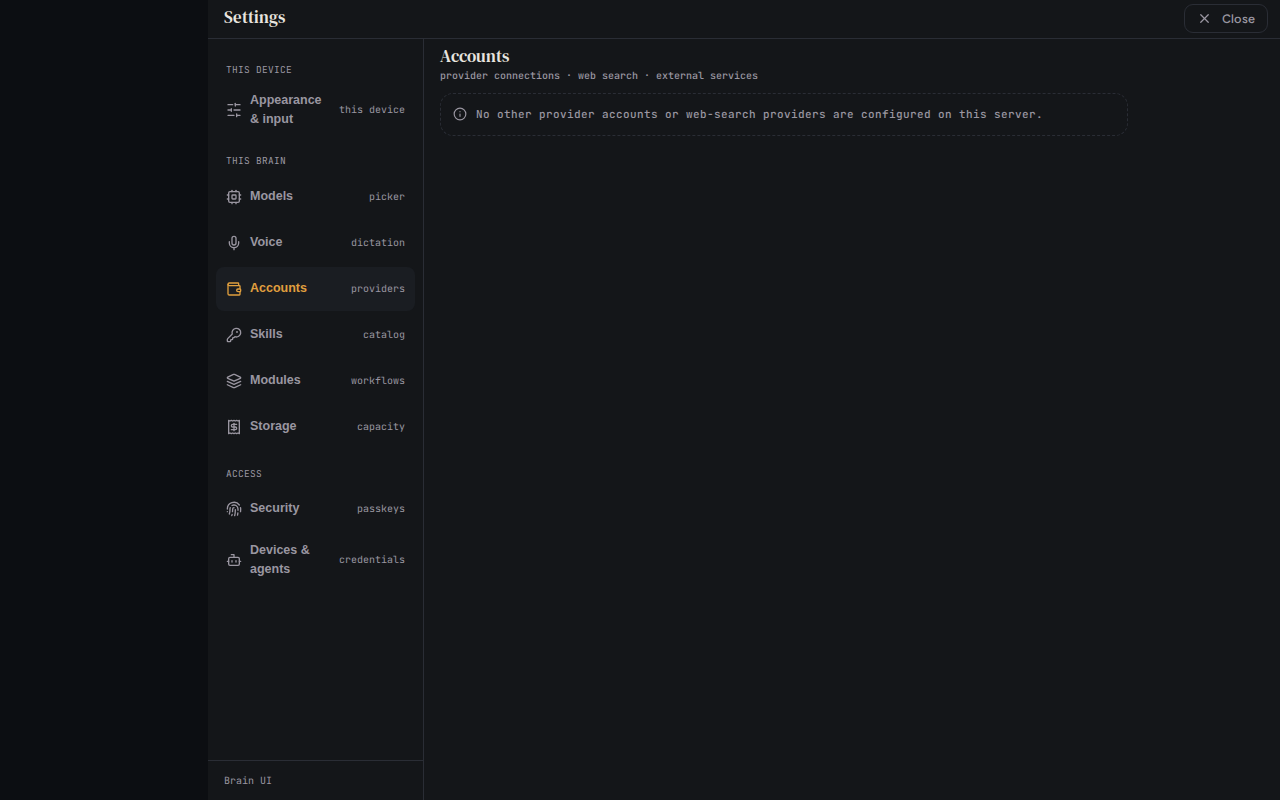 Settings
Close
THIS DEVICE
Appearance & input
this device
THIS BRAIN
Models
picker
Voice
dictation
Accounts
providers
Skills
catalog
Modules
workflows
Storage
capacity
ACCESS
Security
passkeys
Devices & agents
credentials
Brain UI
Accounts
provider connections · web search · external services
No other provider accounts or web-search providers are configured on this server.